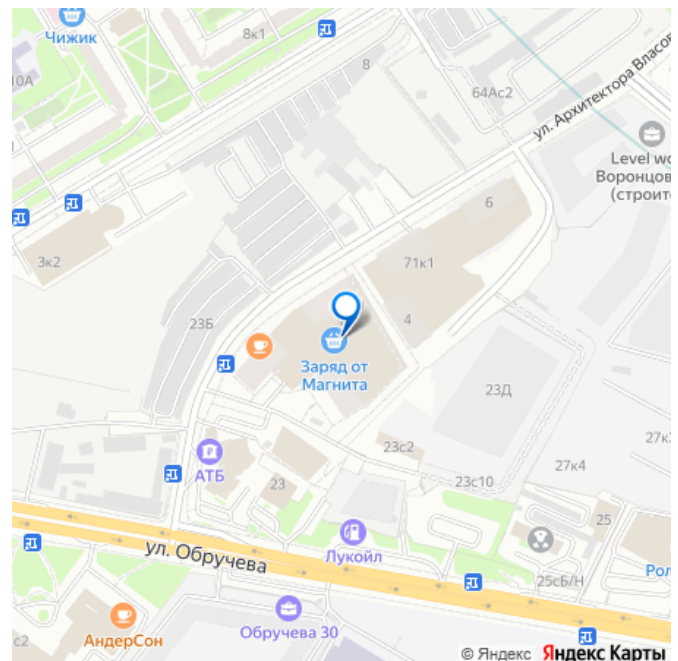 Чижик
8к1
10А
8
64Ас2
ул. Архитектора Власов
Level wo
Воронцов
(строите
6
3к2
71к1
4
23Б
Заряд от
Магнита
23Д
27к
23с2
АТБ
23с10
27к4
23
25
Лукойл
ул. Обручева
25сБ/Н
Рол
с2
АндерСон
Обручева 30
© Яндекс Яндекс Карты